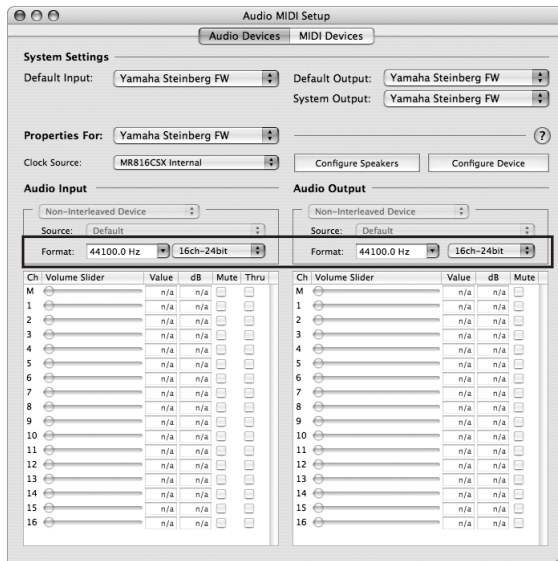 Audio MIDI Setup
Audio Devices MIDI Devices
System Settings
Default Input: Yamaha Steinberg FW Default Output: Yamaha Steinberg FW
System Output: Yamaha Steinberg FW
Properties For: Yamaha Steinberg FW ?
Clock Source: MR816CSX Internal Configure Speakers Configure Device
Audio Input Audio Output
Non-Interleaved Device Non-Interleaved Device
Source: Default Source: Default
Format: 44100.0 Hz 16ch-24bit Format: 44100.0 Hz 16ch-24bit
Ch Volume Slider Value dB Mute Thru Ch Volume Slider Value dB Mute
M n/a n/a M n/a n/a
1 n/a n/a 1 n/a n/a
2 n/a n/a 2 n/a n/a
3 n/a n/a 3 n/a n/a
4 n/a n/a 4 n/a n/a
5 n/a n/a 5 n/a n/a
6 n/a n/a 6 n/a n/a
7 n/a n/a 7 n/a n/a
8 n/a n/a 8 n/a n/a
9 n/a n/a 9 n/a n/a
10 n/a n/a 10 n/a n/a
11 n/a n/a 11 n/a n/a
12 n/a n/a 12 n/a n/a
13 n/a n/a 13 n/a n/a
14 n/a n/a 14 n/a n/a
15 n/a n/a 15 n/a n/a
16 n/a n/a 16 n/a n/a